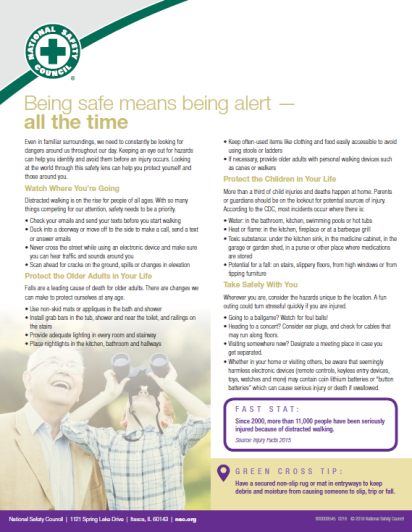 NATIONAL SAFETY
COUNCIL
®
Being safe means being alert —
all the time
Even in familiar surroundings, we need to constantly be looking for
dangers around us throughout our day. Keeping an eye out for hazards
can help you identify and avoid them before an injury occurs. Looking
at the world through this safety lens can help you protect yourself and
those around you.
Watch Where You're Going
Distracted walking is on the rise for people of all ages. With so many
things competing for our attention, safety needs to be a priority.
• Check your emails and send your texts before you start walking
• Duck into a doorway or move off to the side to make a call, send a text
or answer emails
• Never cross the street while using an electronic device and make sure
you can hear traffic and sounds around you
• Scan ahead for cracks on the ground, spills or changes in elevation
Protect the Older Adults in Your Life
Falls are a leading cause of death for older adults. There are changes we
can make to protect ourselves at any age.
• Use non-skid mats or appliques in the bath and shower
• Install grab bars in the tub, shower and near the toilet, and railings on
the stairs
• Provide adequate lighting in every room and stairway
• Place nightlights in the kitchen, bathroom and hallways
• Keep often-used items like clothing and food easily accessible to avoid
using stools or ladders
• If necessary, provide older adults with personal walking devices such
as canes or walkers
Protect the Children in Your Life
More than a third of child injuries and deaths happen at home. Parents
or guardians should be on the lookout for potential sources of injury.
According to the CDC, most incidents occur where there is:
• Water: in the bathroom, kitchen, swimming pools or hot tubs
• Heat or flame: in the kitchen, fireplace or at a barbeque grill
• Toxic substance: under the kitchen sink, in the medicine cabinet, in the
garage or garden shed, in a purse or other place where medications
are stored
• Potential for a fall: on stairs, slippery floors, from high windows or from
tipping furniture
Take Safety With You
Wherever you are, consider the hazards unique to the location. A fun
outing could turn stressful quickly if you are injured.
• Going to a ballgame? Watch for foul balls!
• Heading to a concert? Consider ear plugs, and check for cables that
may run along floors.
• Visiting somewhere new? Designate a meeting place in case you
get separated.
• Whether in your home or visiting others, be aware that seemingly
harmless electronic devices (remote controls, keyless entry devices,
toys, watches and more) may contain coin lithium batteries or "button
batteries" which can cause serious injury or death if swallowed.
FAST STAT:
Since 2000, more than 11,000 people have been seriously
injured because of distracted walking.
Source: Injury Facts 2015
GREEN CROSS TIP:
Have a secured non-slip rug or mat in entryways to keep
debris and moisture from causing someone to slip, trip or fall.
National Safety Council | 1121 Spring Lake Drive | Itasca, IL 60143 | nsc.org
© 2016 National Safety Council